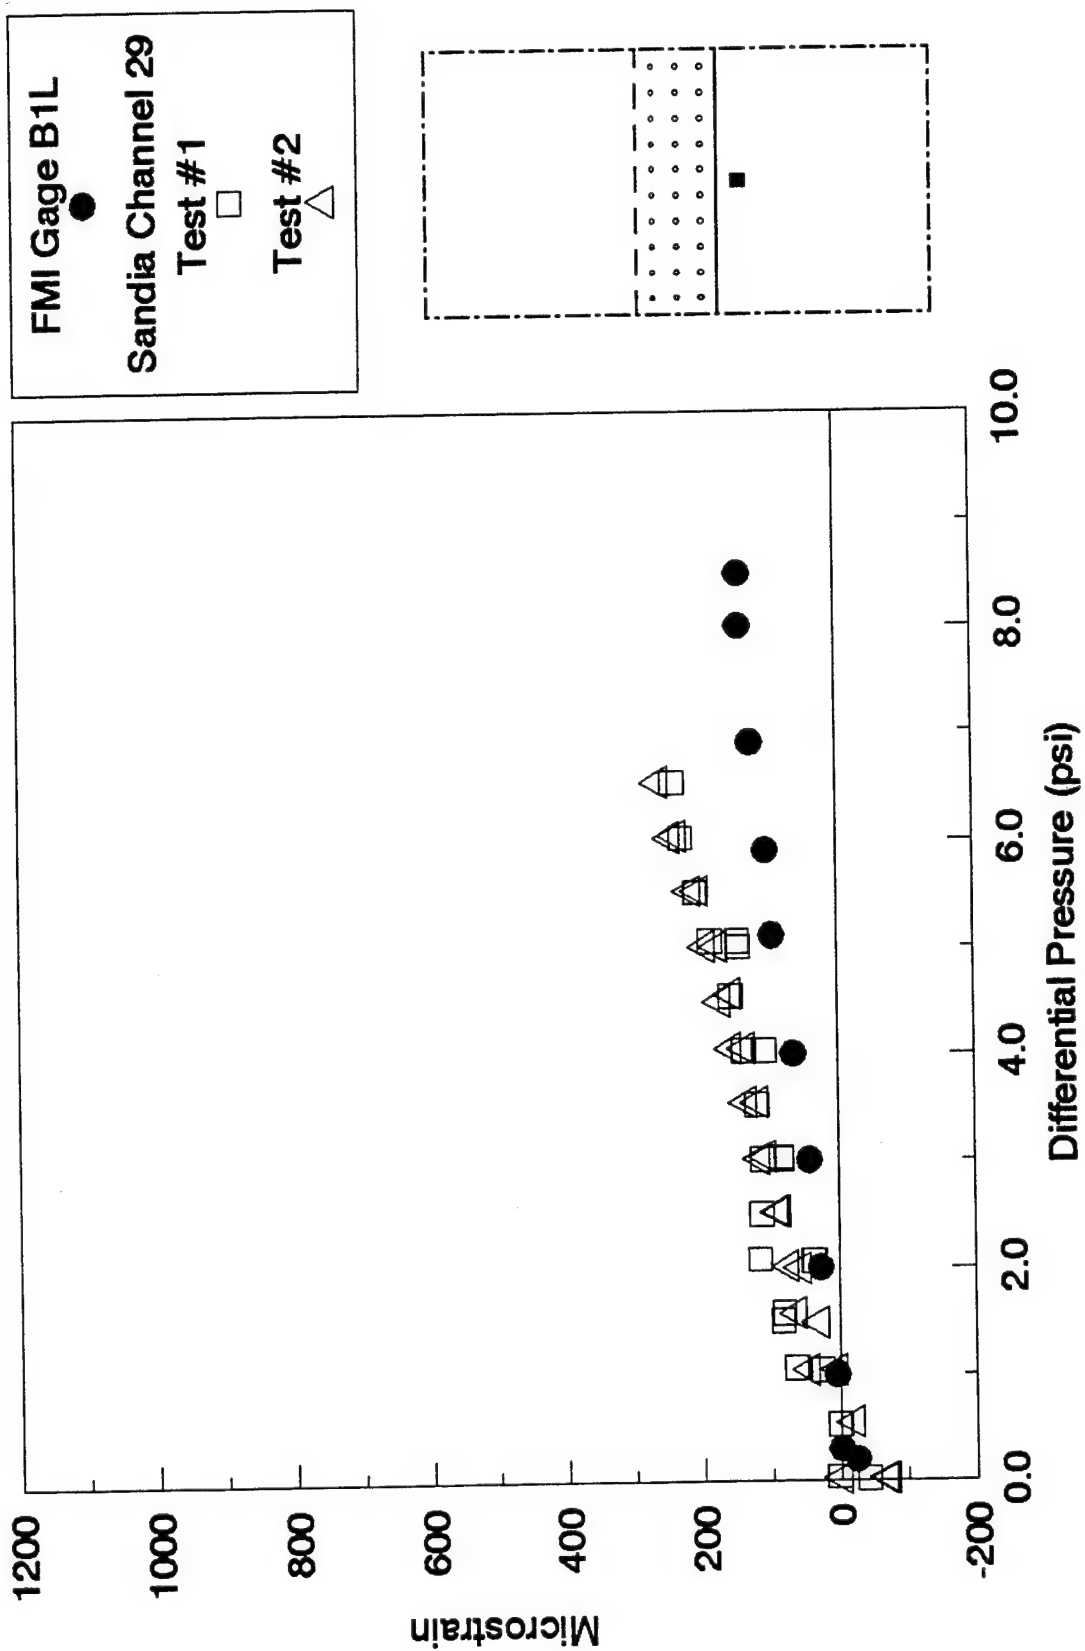 FMI Gage B1L
Sandia Channel 29
Test #1
Test #2
Microstrain
1200
1000
800
600
400
200
0
-200
0.0
2.0
4.0
6.0
8.0
10.0
Differential Pressure (psi)